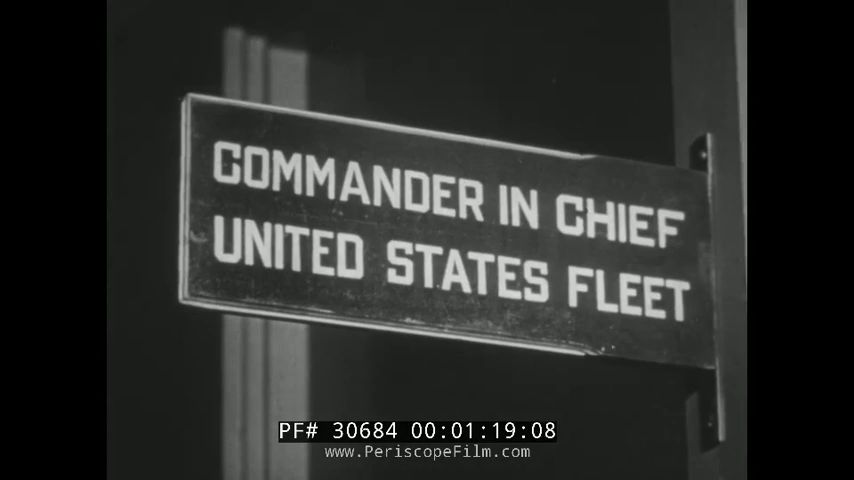 COMMANDER IN CHIEF
UNITED STATES FLEET
PF# 30684 00:01:19:08
www.PeriscopeFilm.com